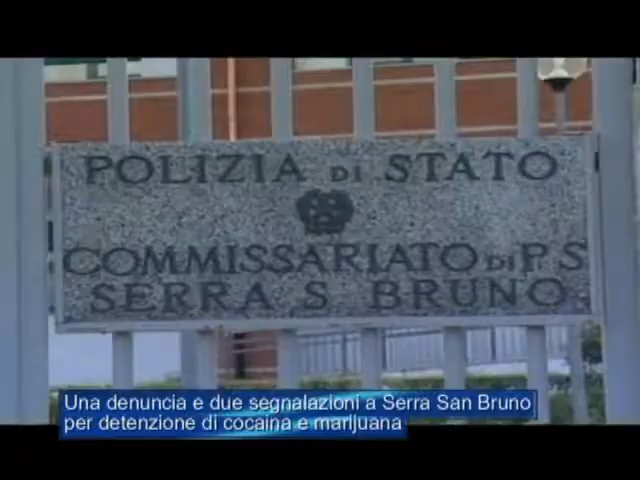 POLIZIA DI STATO
COMMISSARIATO DI P S
SERRA S. BRUNO
Una denuncia e due segnalazioni a Serra San Bruno
per detenzione di cocaina e marijuana